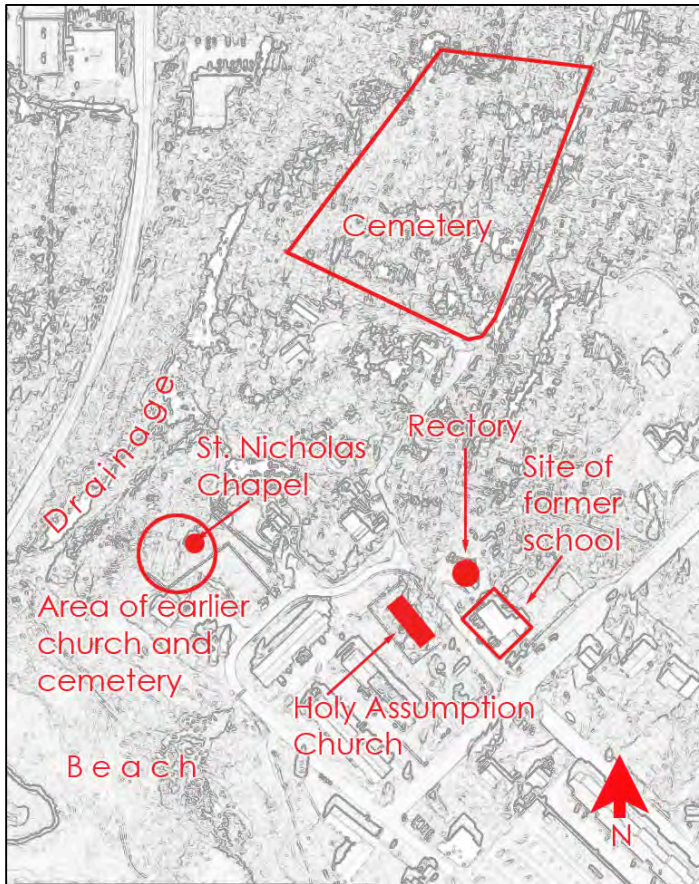 Cemetery
Drainage
St. Nicholas
Chapel
Rectory
Site of
former
school
Area of earlier
church and
cemetery
Holy Assumption
Church
Beach
N